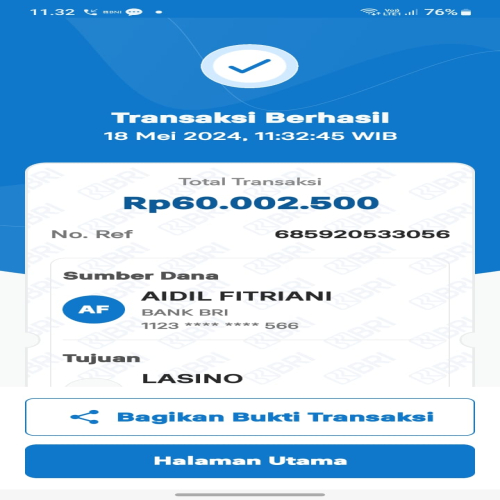 11.32 BNI 76%
Transaksi Berhasil
18 Mei 2024, 11:32:45 WIB
Total Transaksi
Rp60.002.500
No. Ref 685920533056
Sumber Dana
AF
AIDIL FITRIANI
BANK BRI
1123 **** **** 566
Tujuan
LASINO
Bagikan Bukti Transaksi
Halaman Utama